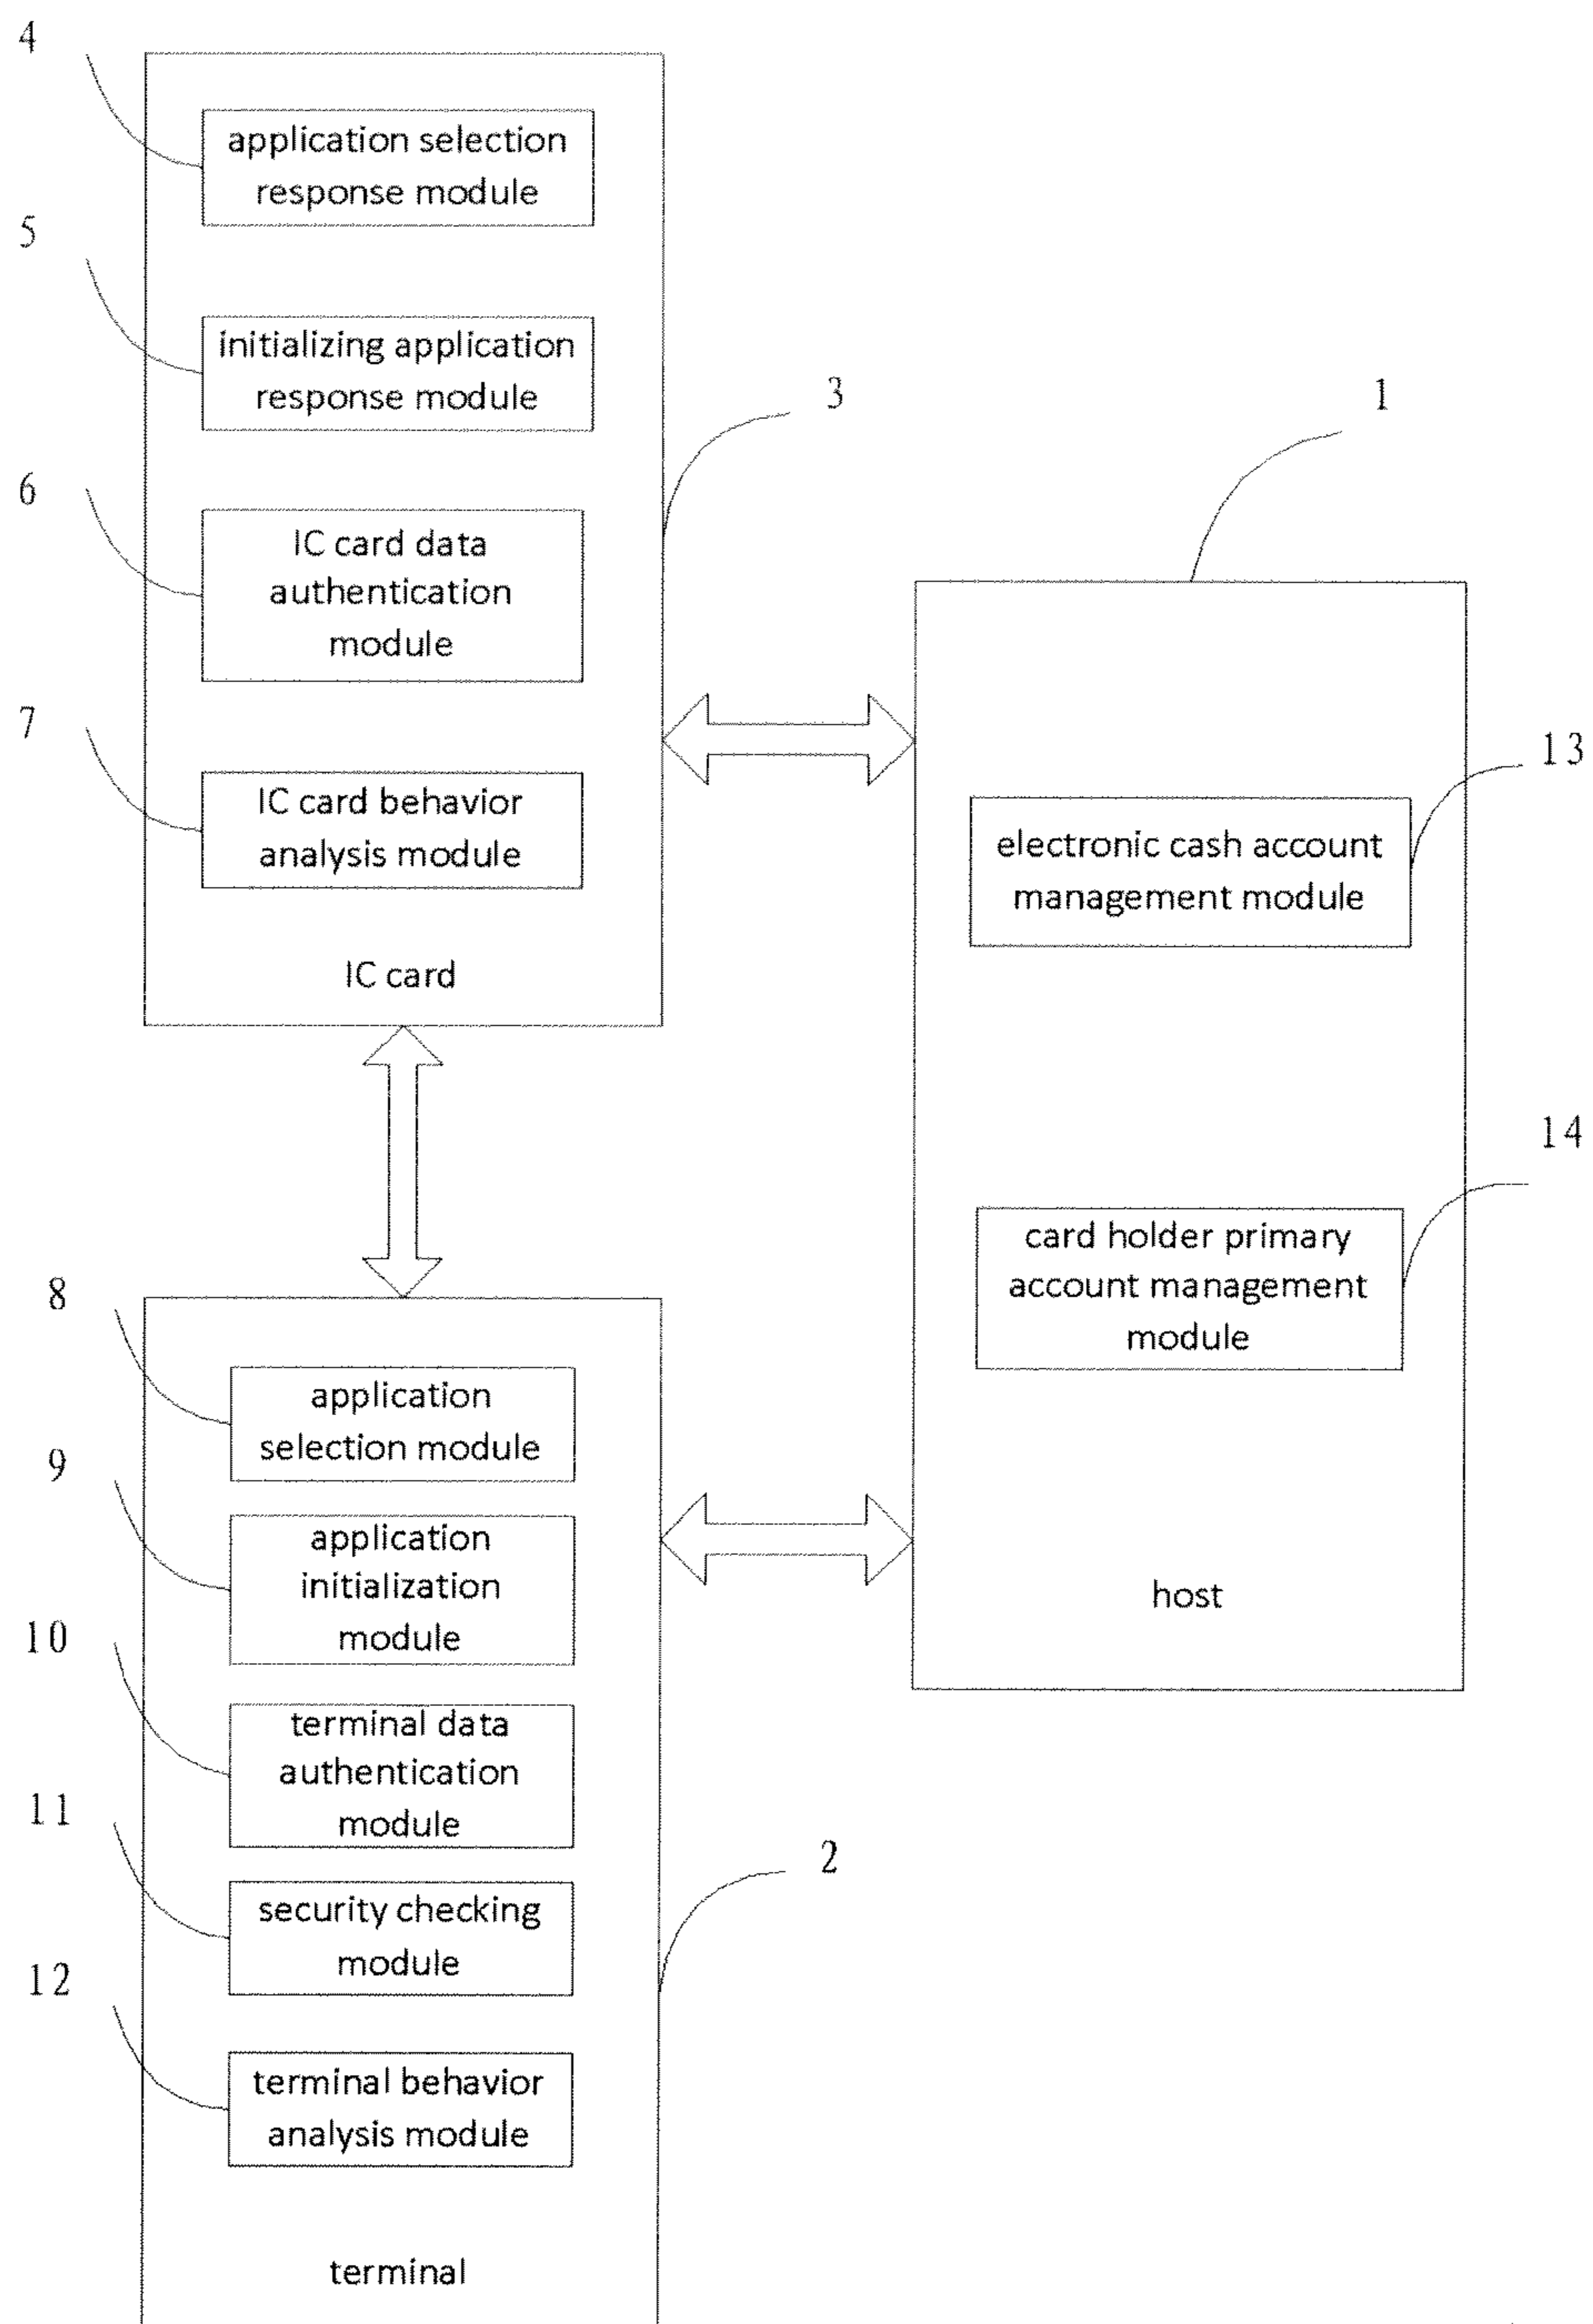 4
application selection
response module
5
initializing application
response module
3
1
6
IC card data
authentication
module
7
IC card behavior
analysis module
13
electronic cash account
management module
IC card
14
card holder primary
account management
module
8
application
selection module
9
application
initialization
module
host
10
terminal data
authentication
module
11
security checking
module
2
12
terminal behavior
analysis module
terminal